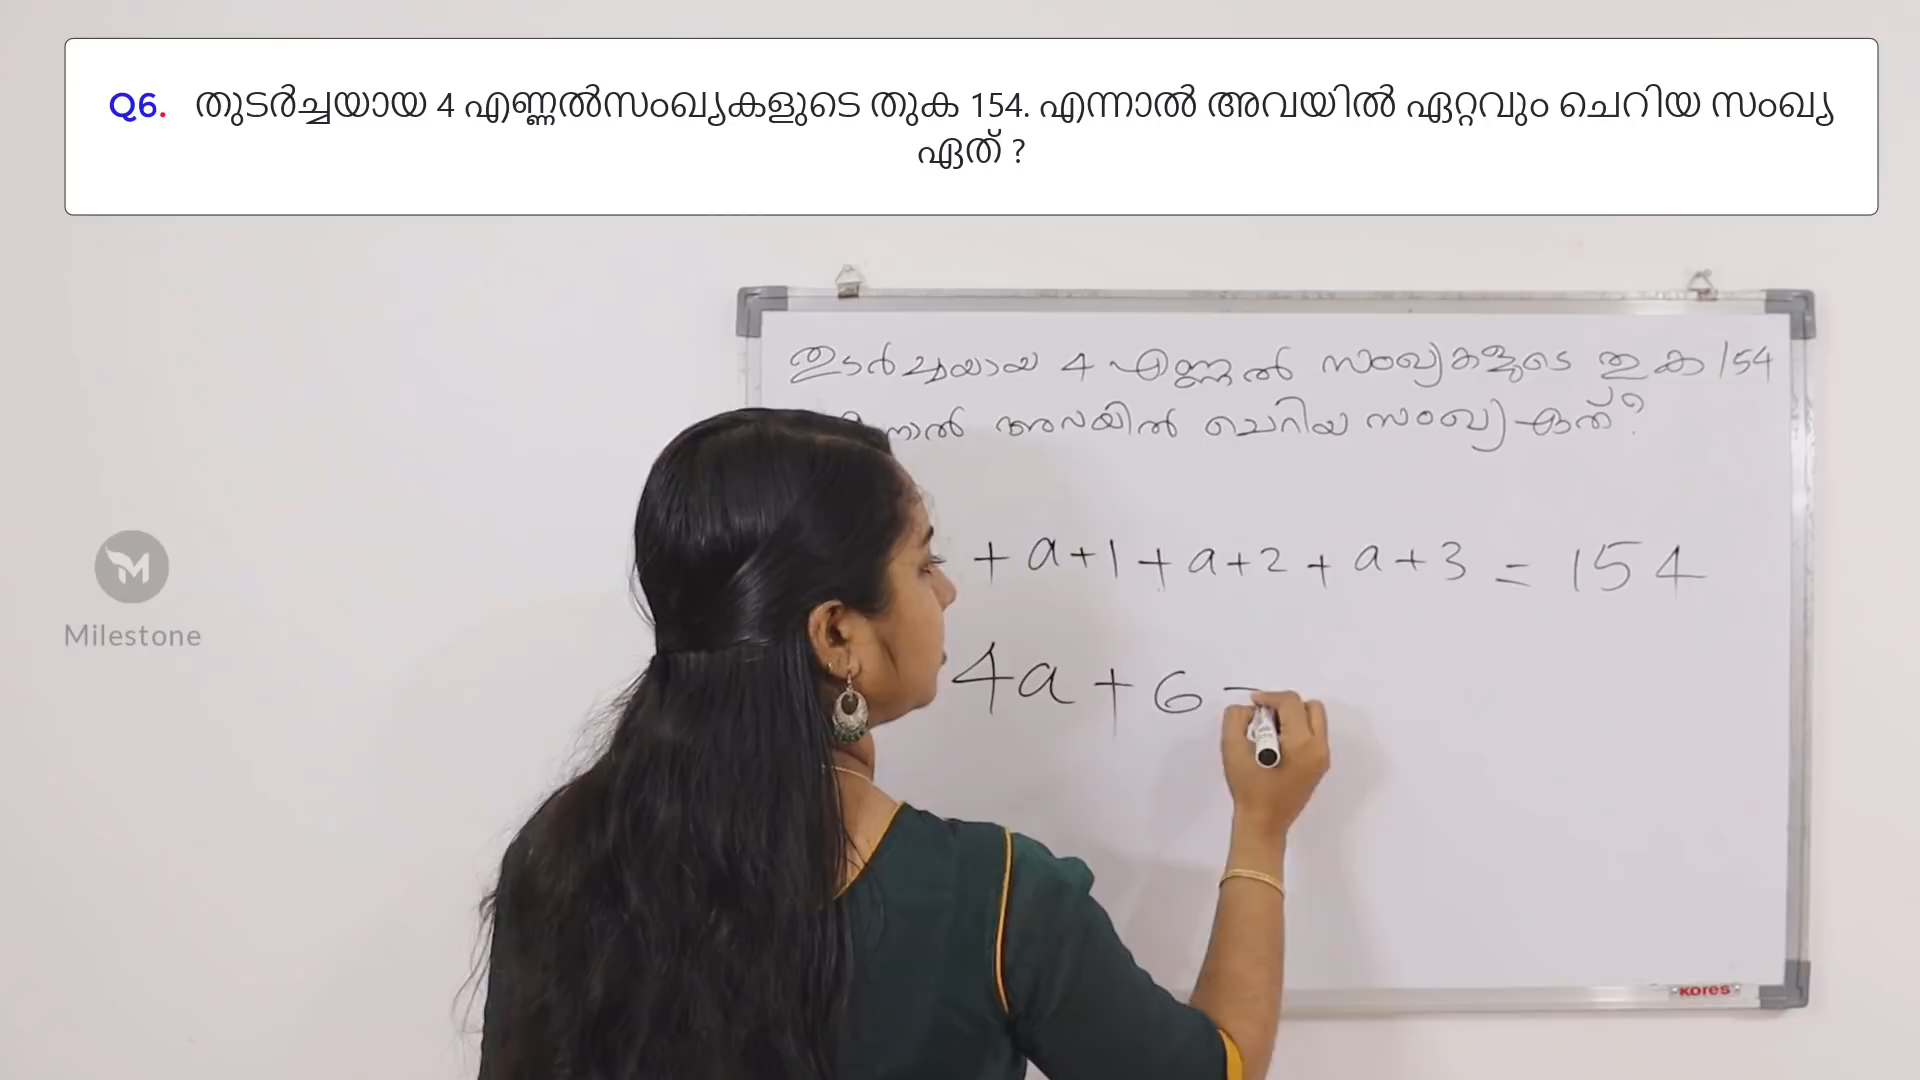 Q6. തുടർച്ചയായ 4 എണ്ണൽസംഖ്യകളുടെ തുക 154. എന്നാൽ അവയിൽ ഏറ്റവും ചെറിയ സംഖ്യ
ഏത് ?
തുടർച്ചയായ 4 എണ്ണൽ സംഖ്യകളുടെ തുക 154
അവയിൽ ചെറിയ സംഖ്യ ഏത്?
+ a + 1 + a + 2 + a + 3 = 154
4a + 6
Milestone
KORES